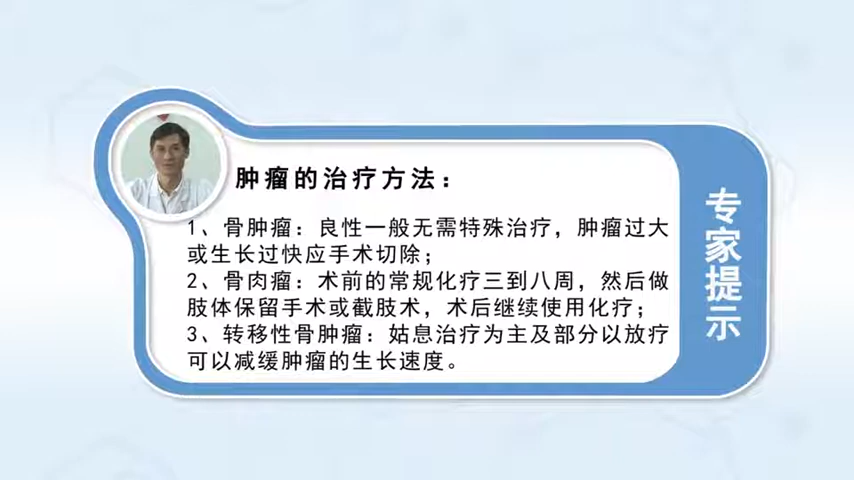 肿瘤的治疗方法：
1、骨肿瘤：良性一般无需特殊治疗，肿瘤过大
或生长过快应手术切除；
2、骨肉瘤：术前的常规化疗三到八周，然后做
肢体保留手术或截肢术，术后继续使用化疗；
3、转移性骨肿瘤：姑息治疗为主及部分以放疗
可以减缓肿瘤的生长速度。
专家提示